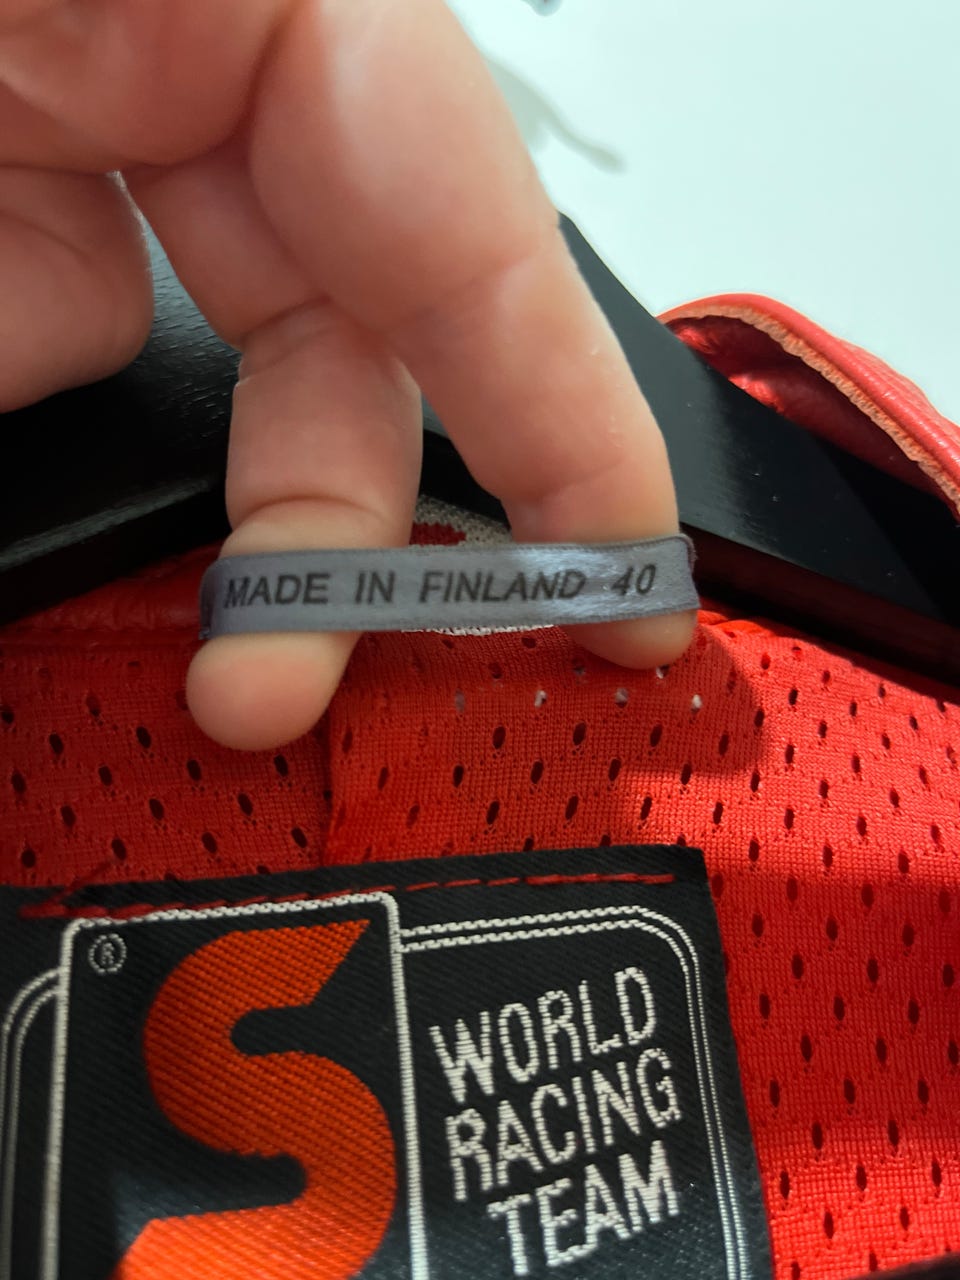 MADE IN FINLAND 40
®
S
WORLD
RACING
TEAM